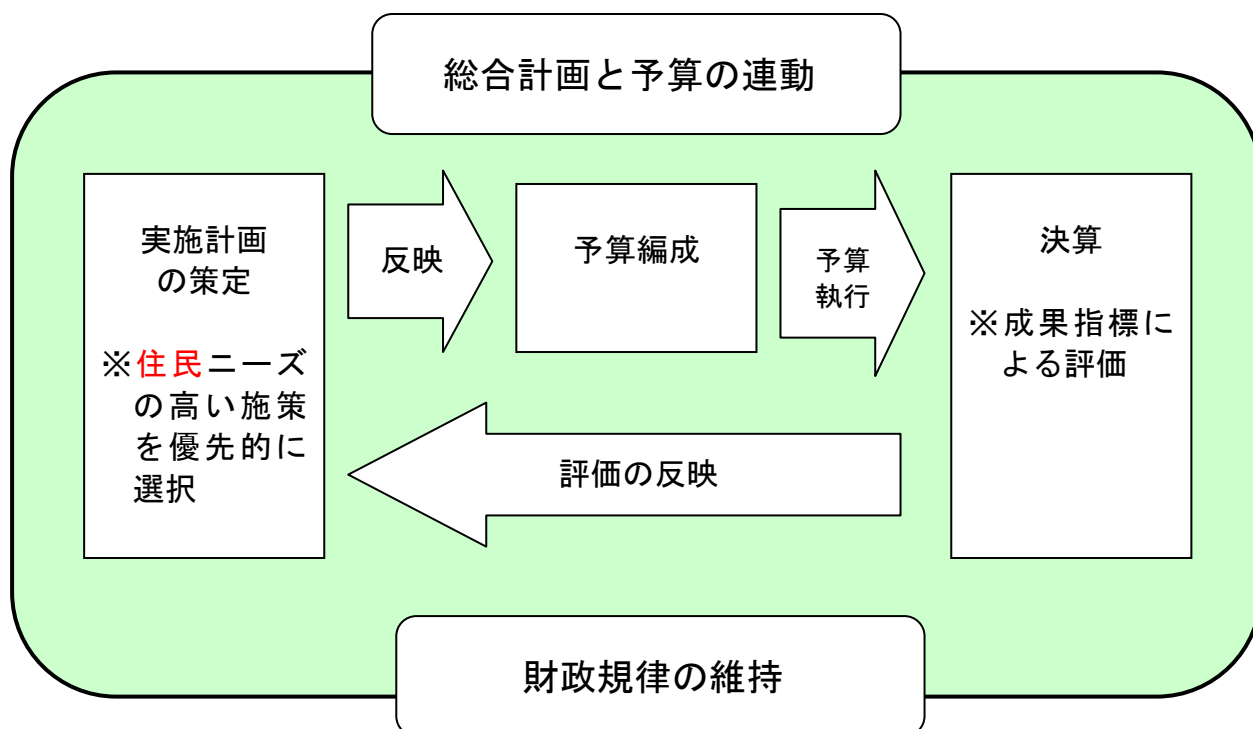 総合計画と予算の連動
実施計画
の策定
※住民ニーズ
の高い施策
を優先的に
選択
反映
予算編成
予算
執行
決算
※成果指標に
よる評価
評価の反映
財政規律の維持